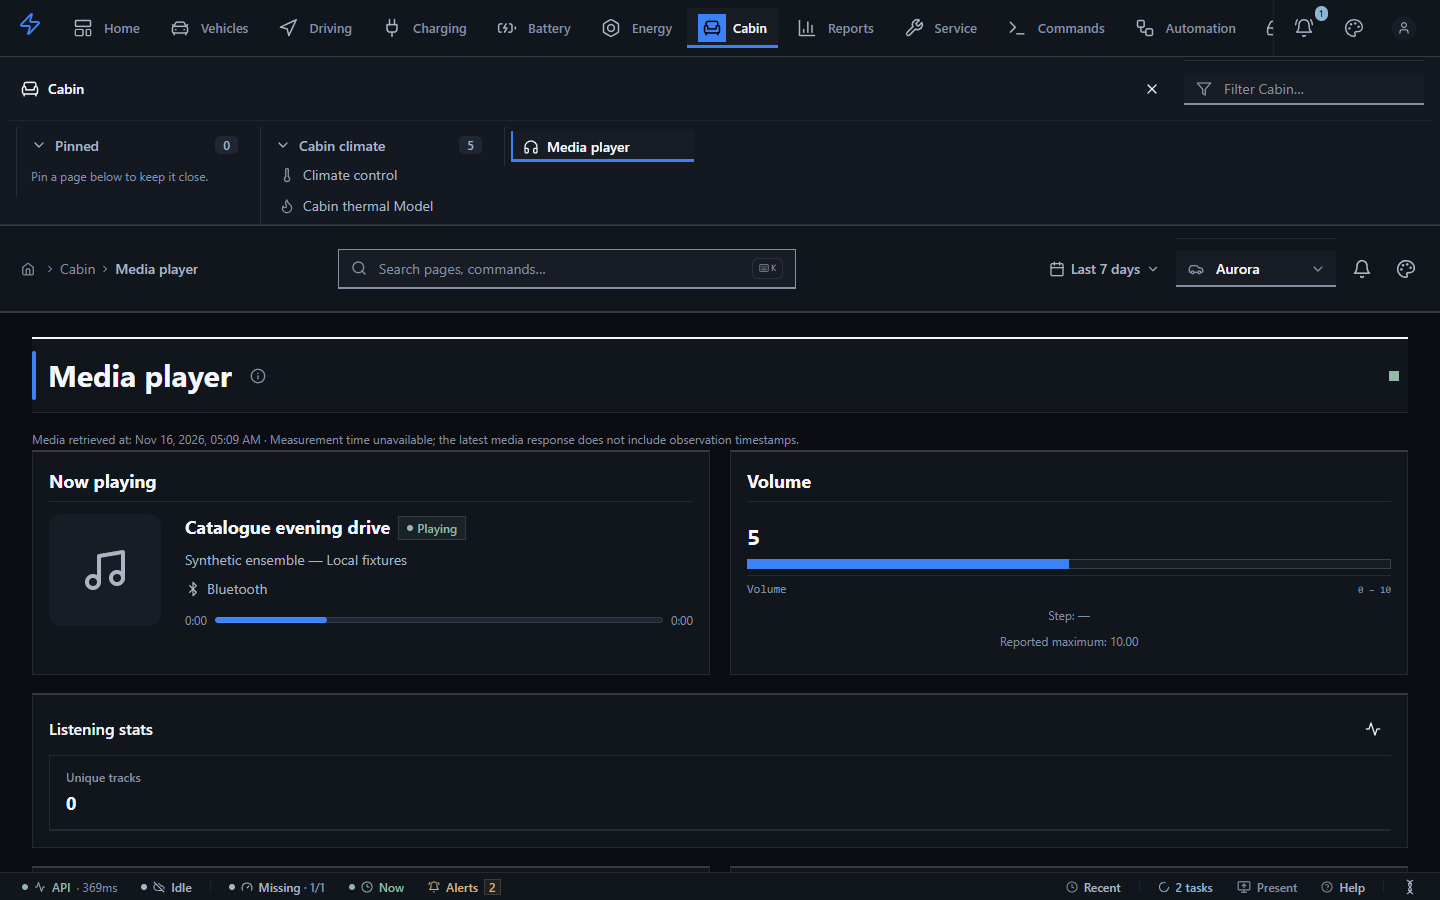 Home Vehicles Driving Charging Battery Energy Cabin Reports Service Commands Automation 1
Cabin
Filter Cabin...
Pinned 0
Pin a page below to keep it close.
Cabin climate 5
Climate control
Cabin thermal Model
Media player
Cabin Media player
Search pages, commands... K
Last 7 days
Aurora
Media player
Media retrieved at: Nov 16, 2026, 05:09 AM · Measurement time unavailable; the latest media response does not include observation timestamps.
Now playing
Catalogue evening drive Playing
Synthetic ensemble — Local fixtures
Bluetooth
0:00 0:00
Volume
5
Volume 0 – 10
Step: —
Reported maximum: 10.00
Listening stats
Unique tracks
0
API · 369ms Idle Missing · 1/1 Now Alerts 2 Recent 2 tasks Present Help